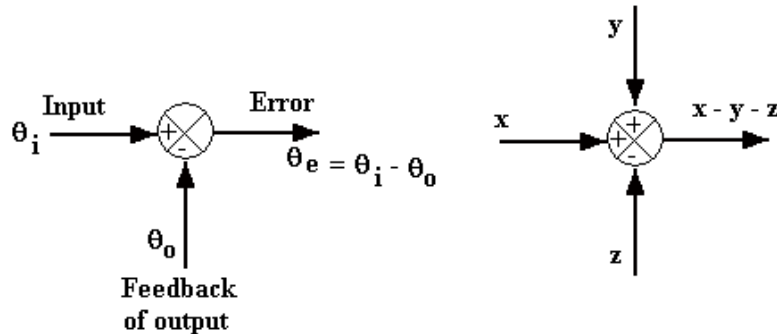 Input
Error
θi
+
-
θe = θi - θo
θo
Feedback
of output
y
x
+
+
-
x - y - z
z